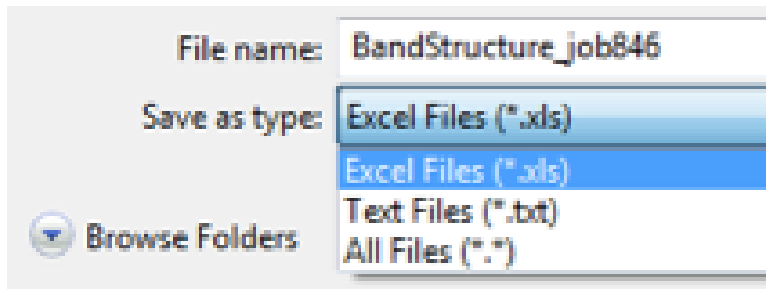 File name: BandStructure_job846
Save as type: Excel Files (*.xls)
Excel Files (*.xls)
Text Files (*.txt)
Browse Folders
All Files (*.*)